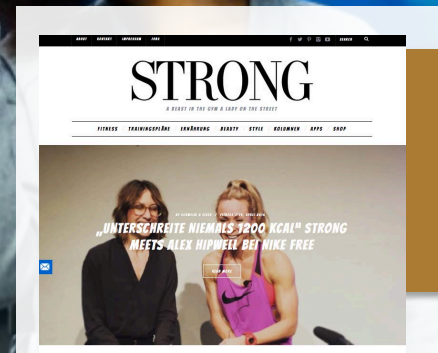 ABOUT KONTAKT IMPRESSUM JOBS SEARCH
STRONG
A BEAST IN THE GYM A LADY ON THE STREET
FITNESS TRAININGSPLÄNE ERNÄHRUNG BEAUTY STYLE KOLUMNEN APPS SHOP
„UNTERSCHREITE NIEMALS 1200 KCAL" STRONG
MEETS ALEX HIPWELL BEI NIKE FREE
READ MORE